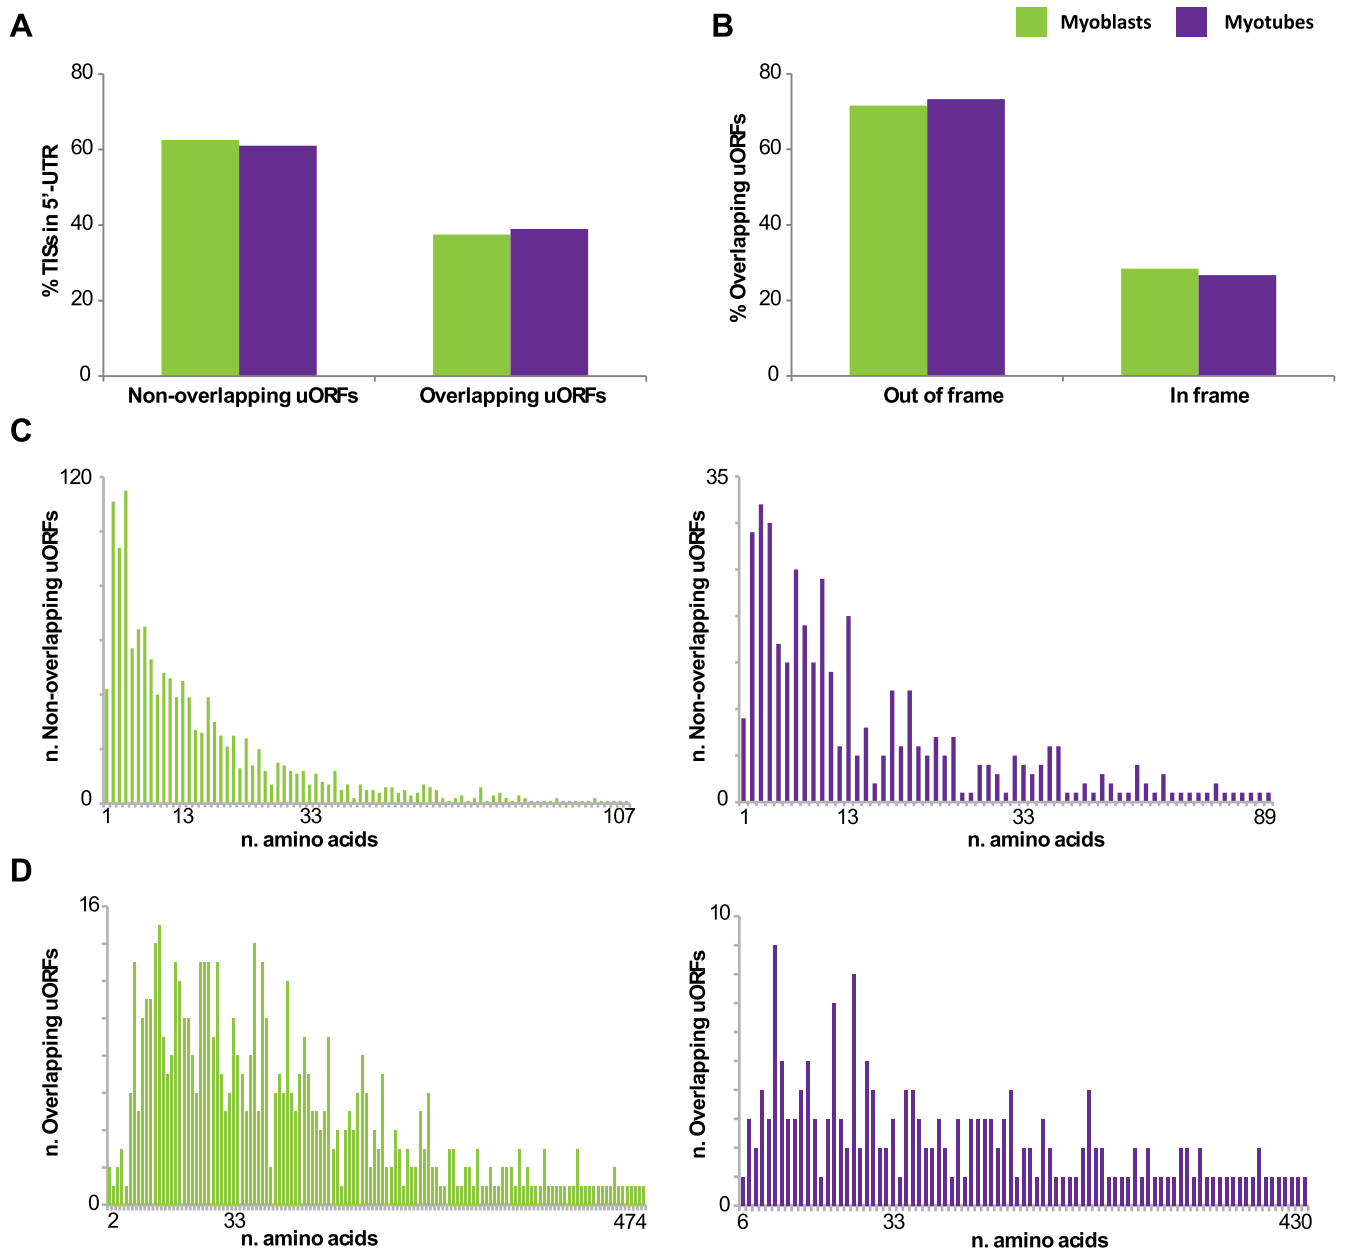 A
B
Myoblasts
Myotubes
% TISs in 5'-UTR
80
60
40
20
0
Non-overlapping uORFs
Overlapping uORFs
% Overlapping uORFs
80
60
40
20
0
Out of frame
In frame
C
n. Non-overlapping uORFs
120
0
1
13
33
107
n. amino acids
n. Non-overlapping uORFs
35
0
1
13
33
89
n. amino acids
D
n. Overlapping uORFs
16
0
2
33
474
n. amino acids
n. Overlapping uORFs
10
0
6
33
430
n. amino acids